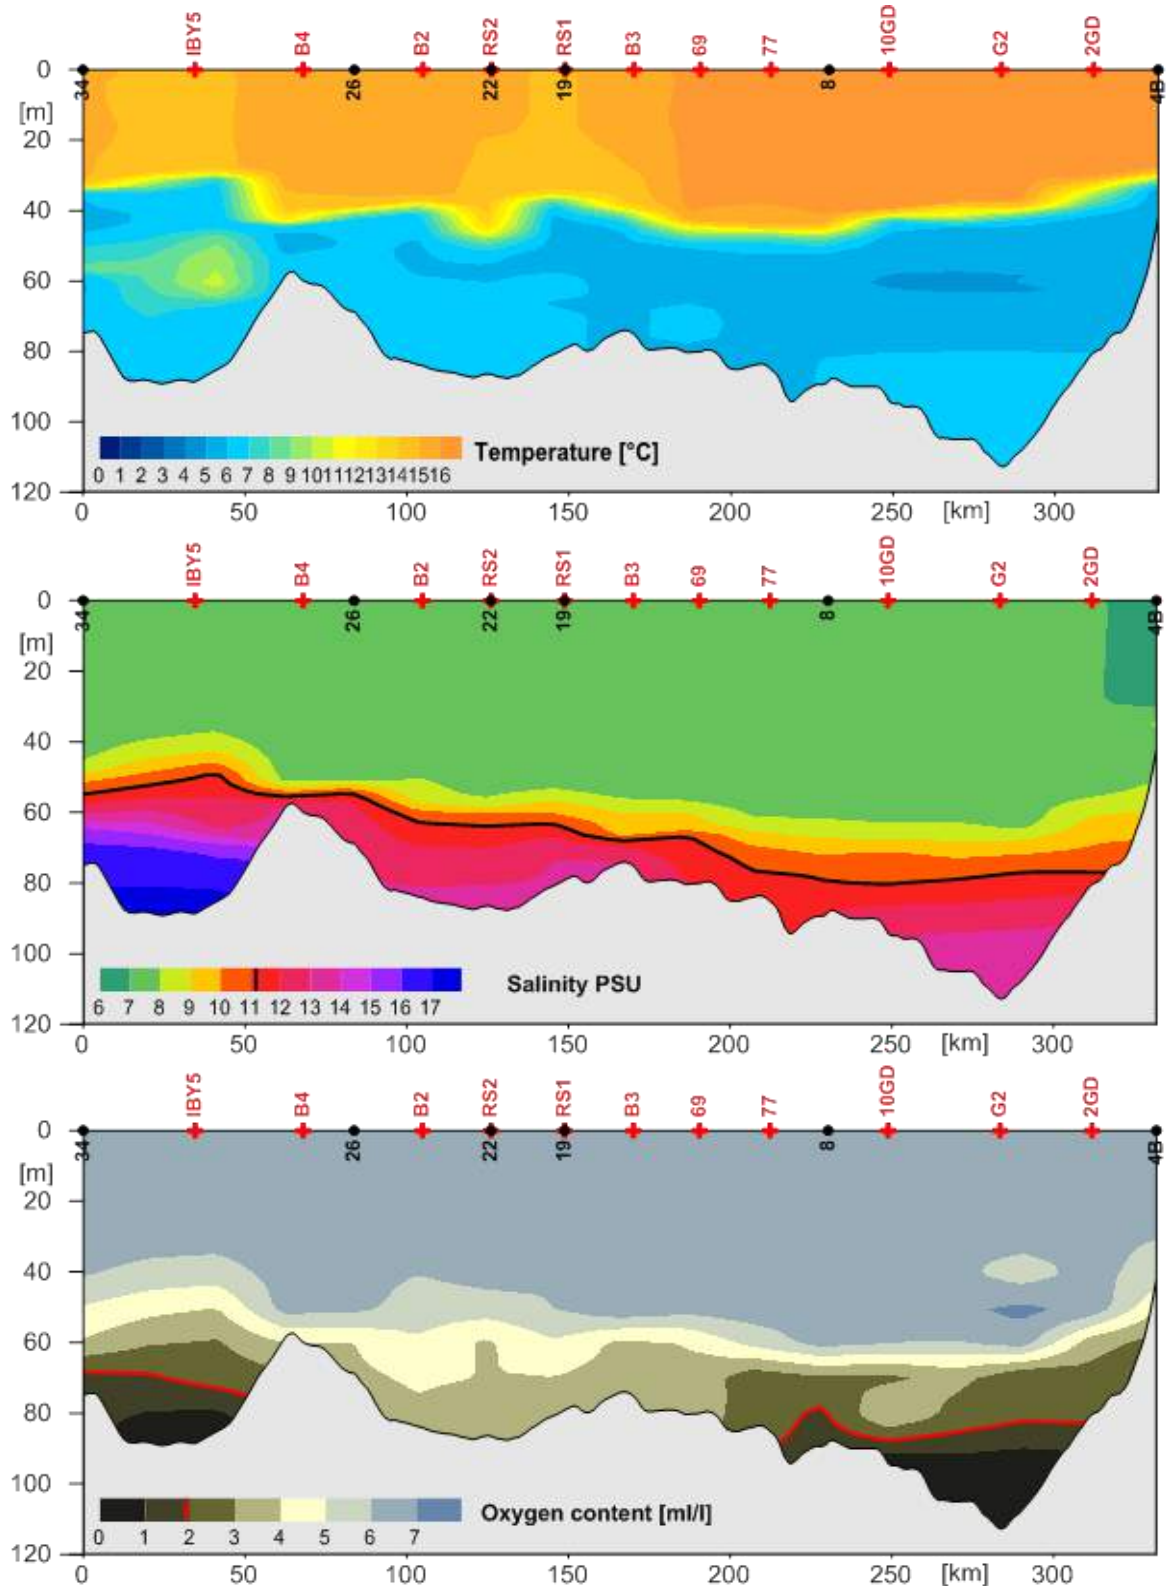 IBY5 B4 B2 RS2 RS1 B3 69 77 10GD G2 2GD
0
34 26 22 19 8 4B
[m]
20
40
60
80
100
Temperature [°C]
0 1 2 3 4 5 6 7 8 9 10 11 12 13 14 15 16
120
0 50 100 150 200 250 [km] 300
IBY5 B4 B2 RS2 RS1 B3 69 77 10GD G2 2GD
0
34 26 22 19 8 4B
[m]
20
40
60
80
100
Salinity PSU
6 7 8 9 10 11 12 13 14 15 16 17
120
0 50 100 150 200 250 [km] 300
IBY5 B4 B2 RS2 RS1 B3 69 77 10GD G2 2GD
0
34 26 22 19 8 4B
[m]
20
40
60
80
100
Oxygen content [ml/l]
0 1 2 3 4 5 6 7
120
0 50 100 150 200 250 [km] 300